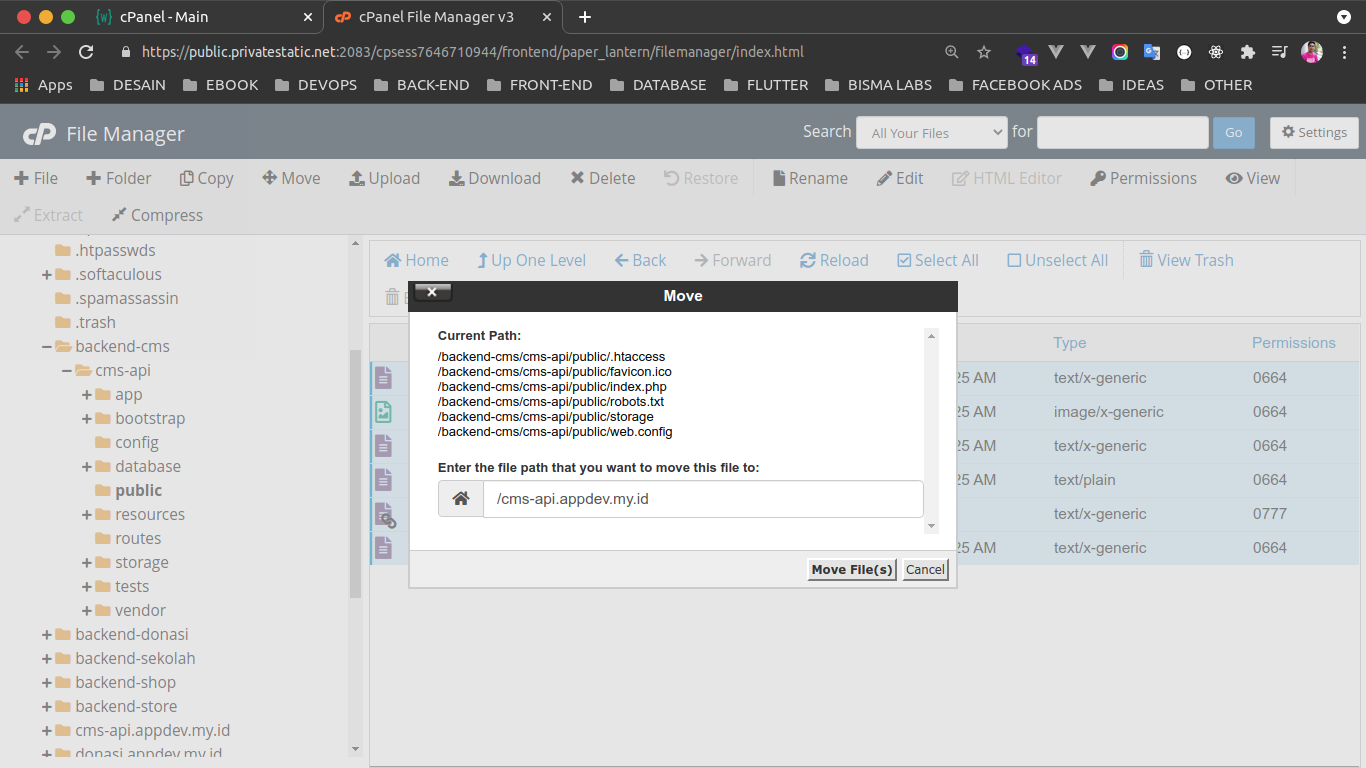 cPanel - Main
cPanel File Manager v3
https://public.privatestatic.net:2083/cpsess7646710944/frontend/paper_lantern/filemanager/index.html
14
Apps DESAIN EBOOK DEVOPS BACK-END FRONT-END DATABASE FLUTTER BISMA LABS FACEBOOK ADS IDEAS OTHER
cP File Manager Search All Your Files for Go Settings
File Folder Copy Move Upload Download Delete Restore Rename Edit HTML Editor Permissions View
Extract Compress
.htpasswds
.softaculous
.spamassassin
.trash
backend-cms
cms-api
app
bootstrap
config
database
public
resources
routes
storage
tests
vendor
backend-donasi
backend-sekolah
backend-shop
backend-store
cms-api.appdev.my.id
donasi.appdev.my.id
Home Up One Level Back Forward Reload Select All Unselect All View Trash
Type Permissions
25 AM text/x-generic 0664
image/x-generic 0664
25 AM text/x-generic 0664
25 AM text/plain 0664
text/x-generic 0777
25 AM text/x-generic 0664
Move
Current Path:
/backend-cms/cms-api/public/.htaccess
/backend-cms/cms-api/public/favicon.ico
/backend-cms/cms-api/public/index.php
/backend-cms/cms-api/public/robots.txt
/backend-cms/cms-api/public/storage
/backend-cms/cms-api/public/web.config
Enter the file path that you want to move this file to:
/cms-api.appdev.my.id
Move File(s) Cancel